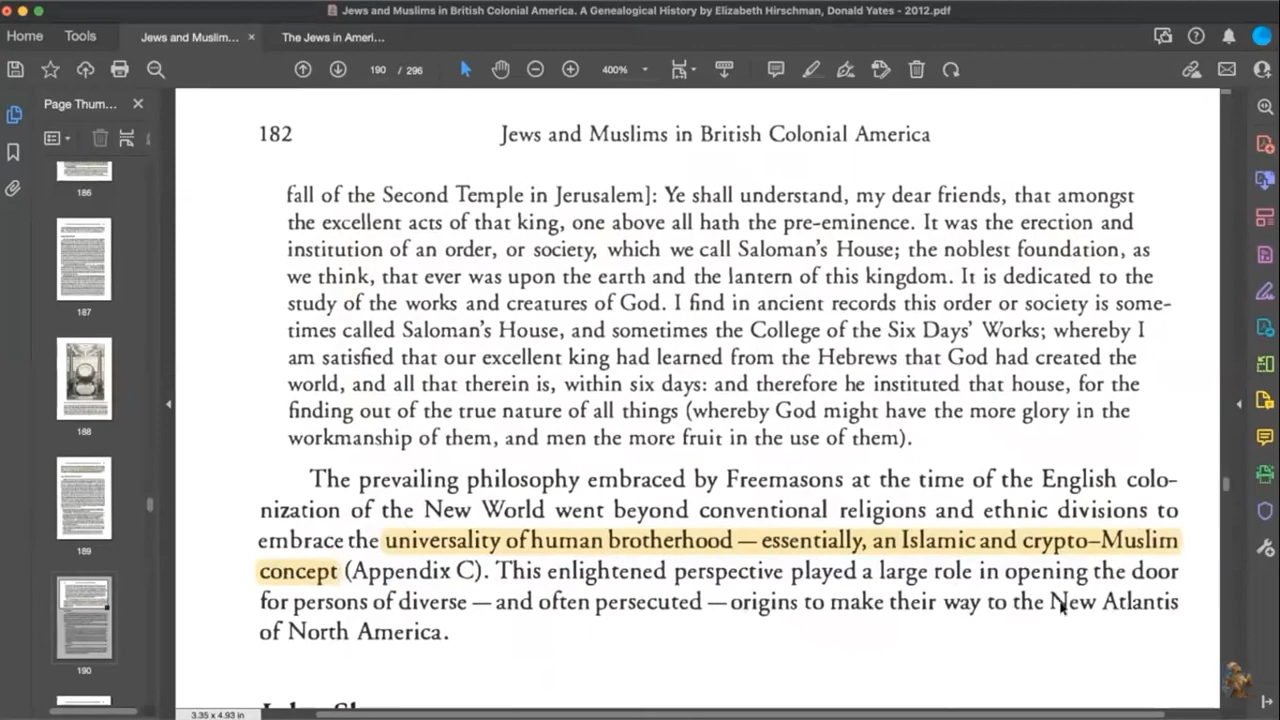 Jews and Muslims in British Colonial America. A Genealogical History by Elizabeth Hirschman, Donald Yates - 2012.pdf
Home Tools Jews and Muslim... The Jews in Ameri...
190 / 296 400%
Page Thum...
186
187
188
189
190
182 Jews and Muslims in British Colonial America
fall of the Second Temple in Jerusalem]: Ye shall understand, my dear friends, that amongst
the excellent acts of that king, one above all hath the pre-eminence. It was the erection and
institution of an order, or society, which we call Saloman's House; the noblest foundation, as
we think, that ever was upon the earth and the lantern of this kingdom. It is dedicated to the
study of the works and creatures of God. I find in ancient records this order or society is some-
times called Saloman's House, and sometimes the College of the Six Days' Works; whereby I
am satisfied that our excellent king had learned from the Hebrews that God had created the
world, and all that therein is, within six days: and therefore he instituted that house, for the
finding out of the true nature of all things (whereby God might have the more glory in the
workmanship of them, and men the more fruit in the use of them).
The prevailing philosophy embraced by Freemasons at the time of the English colo-
nization of the New World went beyond conventional religions and ethnic divisions to
embrace the universality of human brotherhood — essentially, an Islamic and crypto-Muslim
concept (Appendix C). This enlightened perspective played a large role in opening the door
for persons of diverse — and often persecuted — origins to make their way to the New Atlantis
of North America.
3.35 x 4.93 in